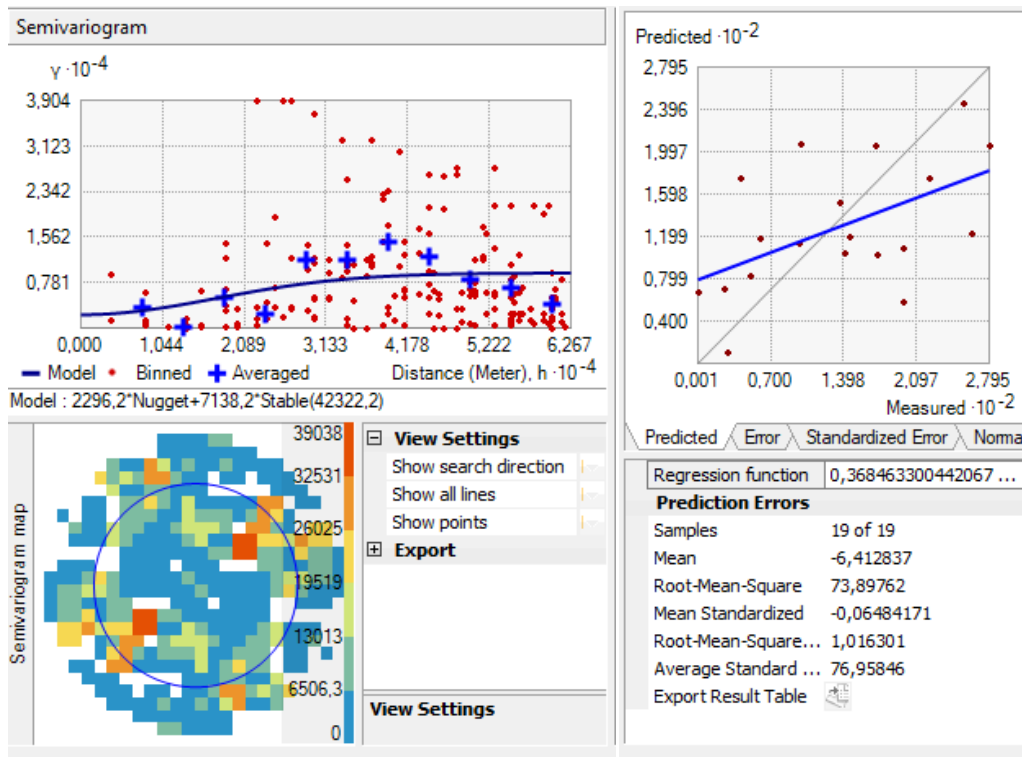 Semivariogram
γ ·10⁻⁴
3,904
3,123
2,342
1,562
0,781
0,000 1,044 2,089 3,133 4,178 5,222 6,267
Model Binned Averaged Distance (Meter), h ·10⁻⁴
Model : 2296,2*Nugget+7138,2*Stable(42322,2)
Semivariogram map
39038
32531
26025
19519
13013
6506.3
0
View Settings
Show search direction
Show all lines
Show points
Export
View Settings
Predicted ·10⁻²
2,795
2,396
1,997
1,598
1,199
0,799
0,400
0,001 0,700 1,398 2,097 2,795
Measured ·10⁻²
Predicted Error Standardized Error Norma
Regression function 0,368463300442067 ...
Prediction Errors
Samples 19 of 19
Mean -6,412837
Root-Mean-Square 73,89762
Mean Standardized -0,06484171
Root-Mean-Square... 1,016301
Average Standard ... 76,95846
Export Result Table